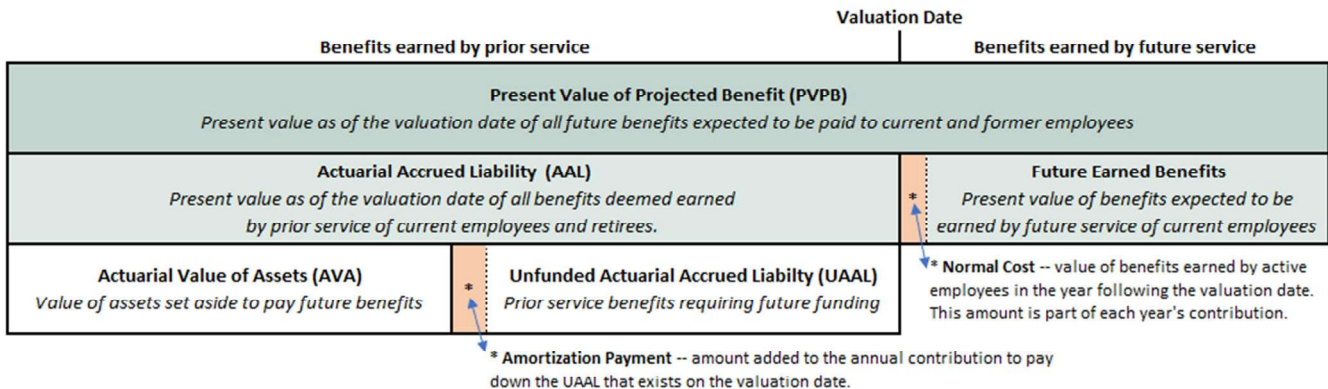 Valuation Date
Benefits earned by prior service
Benefits earned by future service
Present Value of Projected Benefit (PVPB)
Present value as of the valuation date of all future benefits expected to be paid to current and former employees
Actuarial Accrued Liability (AAL)
Present value as of the valuation date of all benefits deemed earned
by prior service of current employees and retirees.
*
Future Earned Benefits
Present value of benefits expected to be
earned by future service of current employees
Actuarial Value of Assets (AVA)
Value of assets set aside to pay future benefits
*
Unfunded Actuarial Accrued Liabilty (UAAL)
Prior service benefits requiring future funding
* Normal Cost -- value of benefits earned by active
employees in the year following the valuation date.
This amount is part of each year's contribution.
* Amortization Payment -- amount added to the annual contribution to pay
down the UAAL that exists on the valuation date.